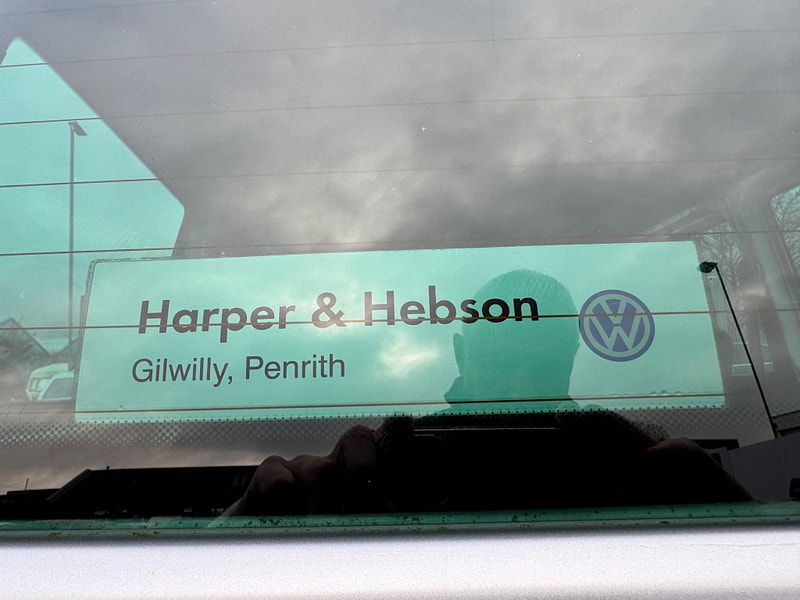 Harper & Hebson
Gilwilly, Penrith